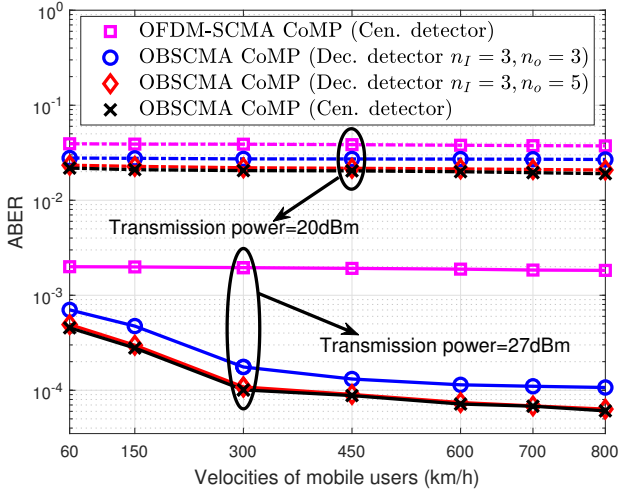 10^0
OFDM-SCMA CoMP (Cen. detector)
OBSCMA CoMP (Dec. detector n_I = 3, n_o = 3)
OBSCMA CoMP (Dec. detector n_I = 3, n_o = 5)
OBSCMA CoMP (Cen. detector)
10^-1
10^-2
Transmission power=20dBm
ABER
10^-3
Transmission power=27dBm
10^-4
60 150 300 450 600 700 800
Velocities of mobile users (km/h)